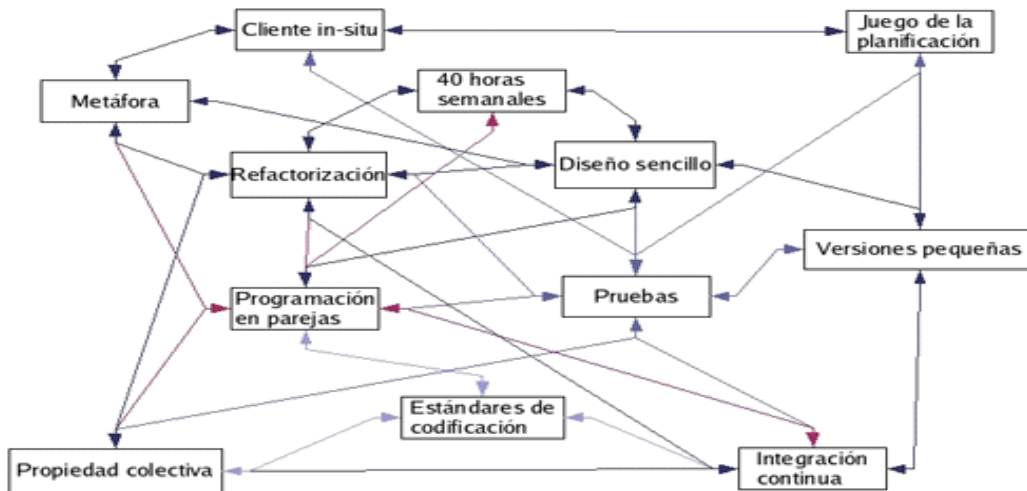 Cliente in-situ
Juego de la
planificación
40 horas
semanales
Metáfora
Refactorización
Diseño sencillo
Versiones pequeñas
Programación
en parejas
Pruebas
Estándares de
codificación
Propiedad colectiva
Integración
continua